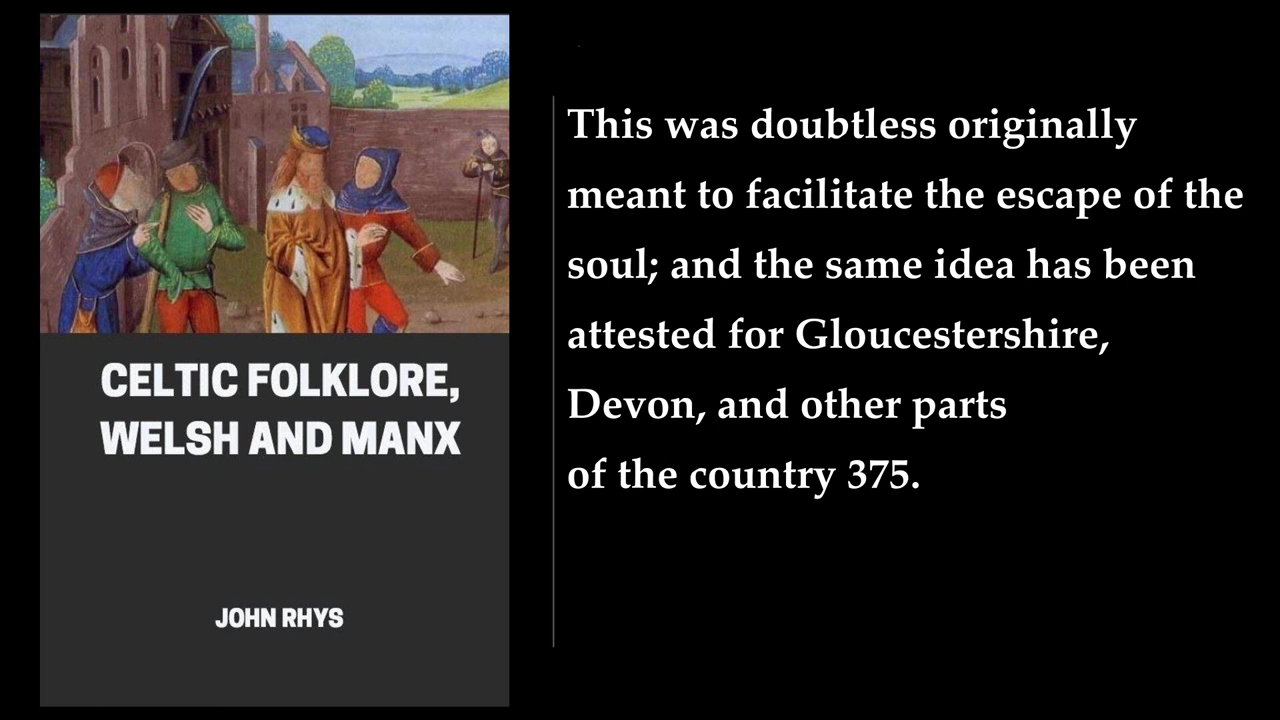 CELTIC FOLKLORE,
WELSH AND MANX
JOHN RHYS
This was doubtless originally
meant to facilitate the escape of the
soul; and the same idea has been
attested for Gloucestershire,
Devon, and other parts
of the country 375.